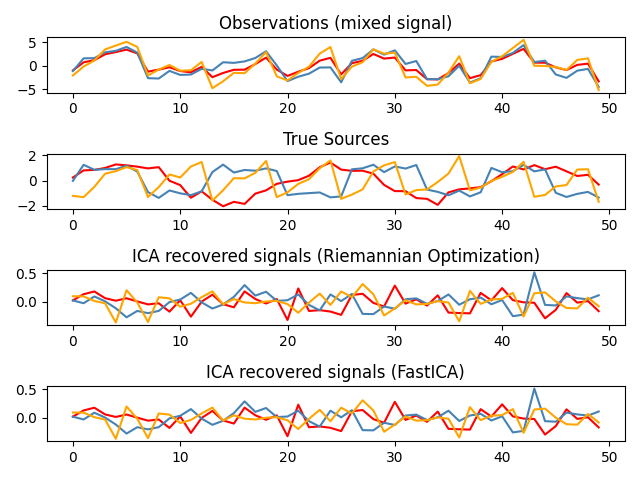 Observations (mixed signal)
5
0
−5
0 10 20 30 40 50
True Sources
2
0
−2
0 10 20 30 40 50
ICA recovered signals (Riemannian Optimization)
0.5
0.0
0 10 20 30 40 50
ICA recovered signals (FastICA)
0.5
0.0
0 10 20 30 40 50